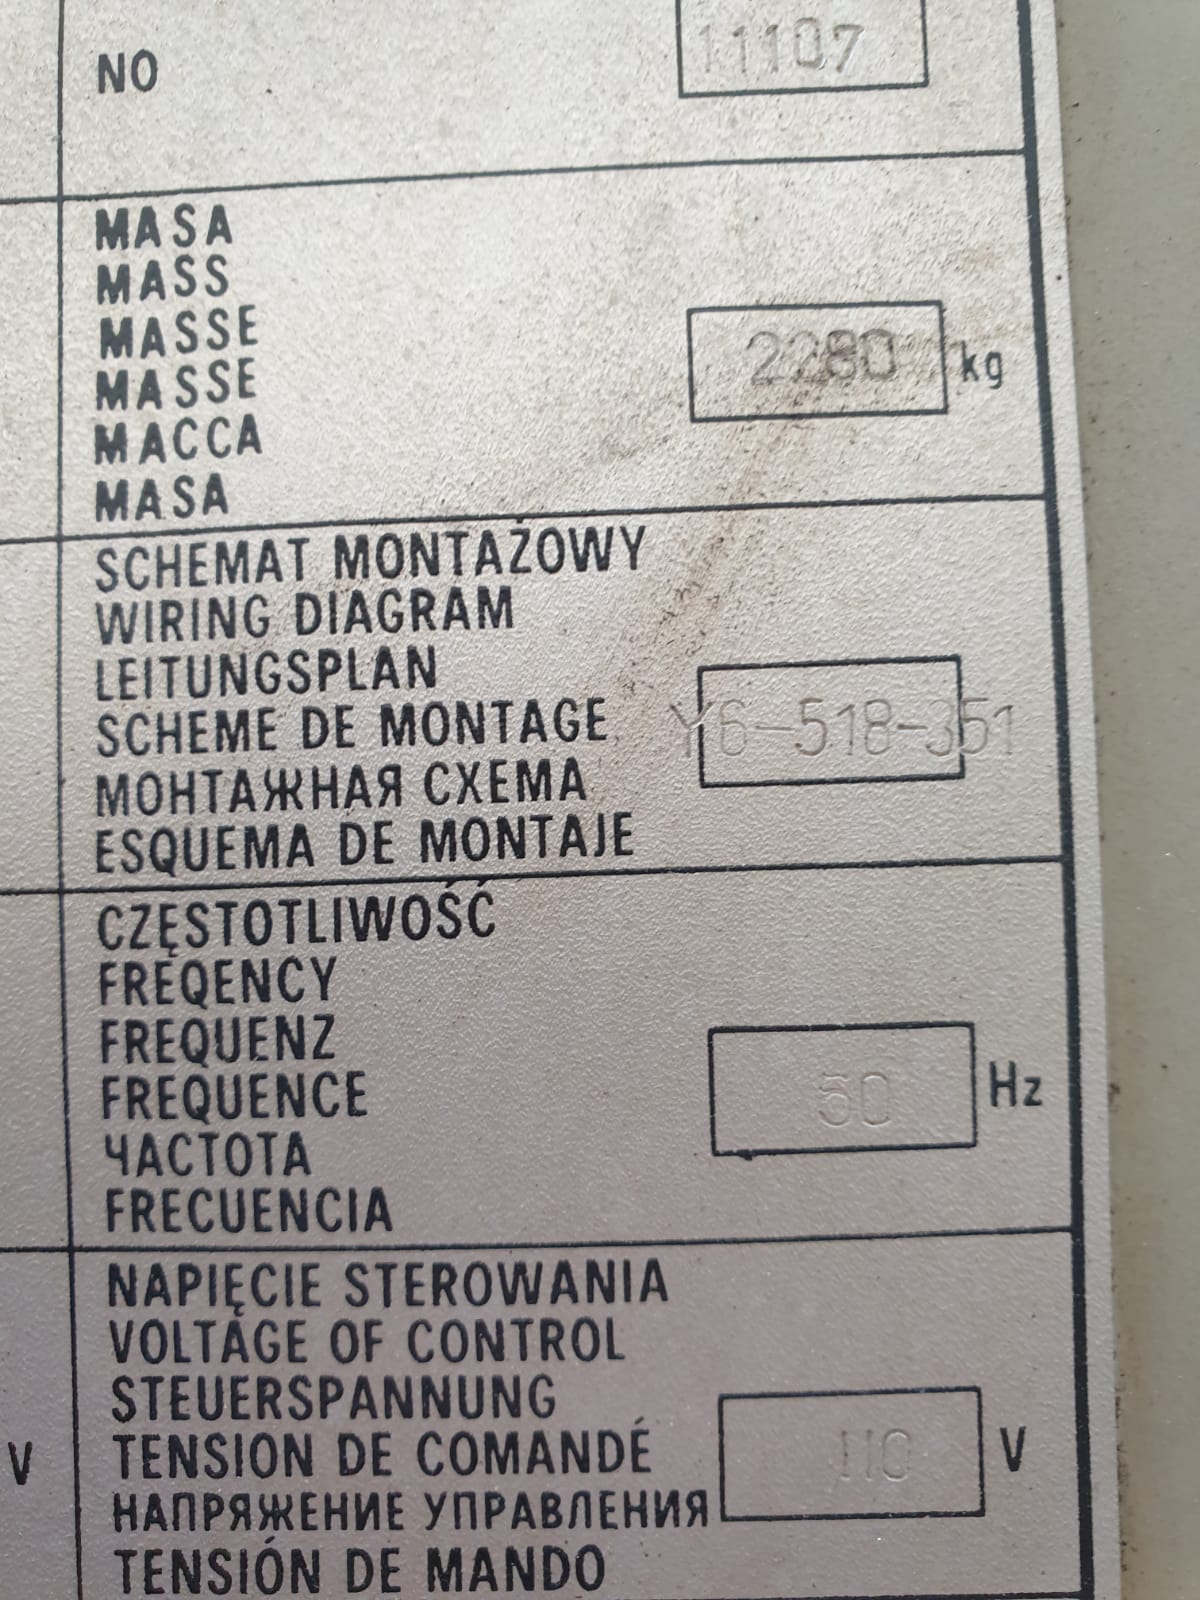 NO 11107
MASA
MASS
MASSE 2280 kg
MASSE
MACCA
MASA
SCHEMAT MONTAŻOWY
WIRING DIAGRAM
LEITUNGSPLAN
SCHEME DE MONTAGE Y6-518-351
МОНТАЖНАЯ СХЕМА
ESQUEMA DE MONTAJE
CZĘSTOTLIWOŚĆ
FREQENCY
FREQUENZ
FREQUENCE 50 Hz
ЧАСТОТА
FRECUENCIA
NAPIĘCIE STEROWANIA
VOLTAGE OF CONTROL
STEUERSPANNUNG
V TENSION DE COMANDÉ 110 V
НАПРЯЖЕНИЕ УПРАВЛЕНИЯ
TENSIÓN DE MANDO